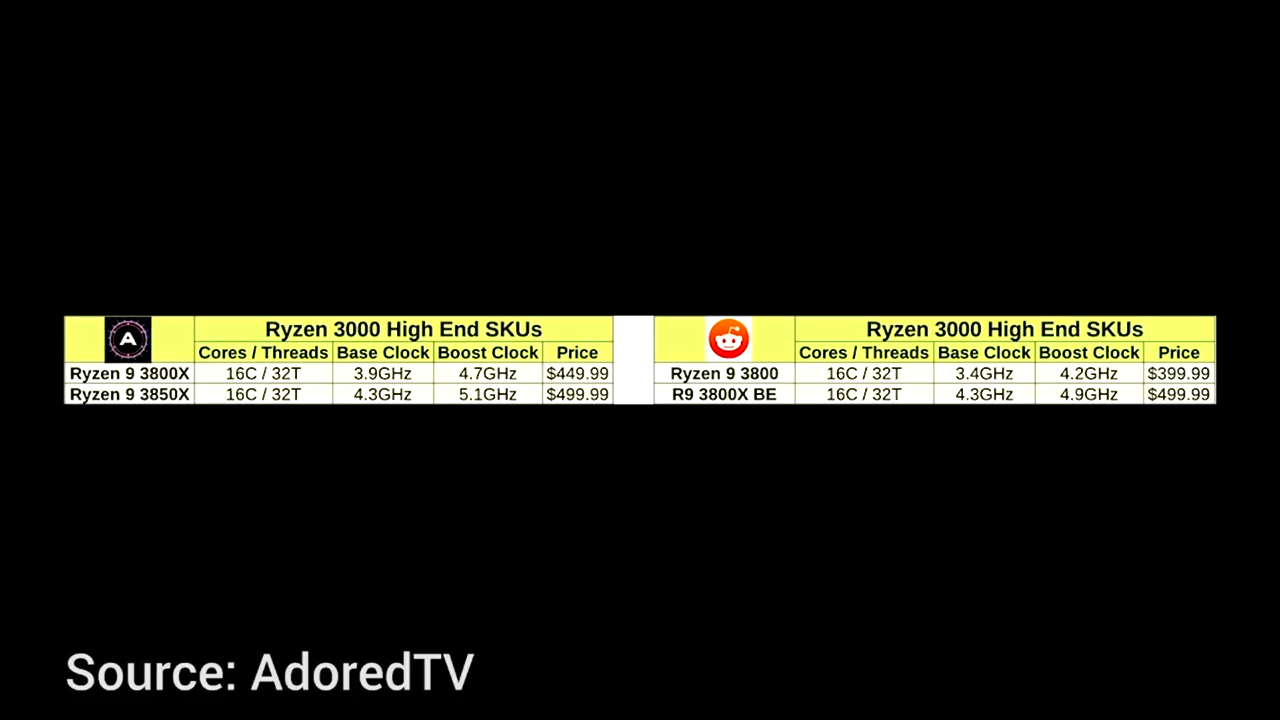 A
Ryzen 3000 High End SKUs
Cores / Threads Base Clock Boost Clock Price
Ryzen 9 3800X 16C / 32T 3.9GHz 4.7GHz $449.99
Ryzen 9 3850X 16C / 32T 4.3GHz 5.1GHz $499.99
Ryzen 3000 High End SKUs
Cores / Threads Base Clock Boost Clock Price
Ryzen 9 3800 16C / 32T 3.4GHz 4.2GHz $399.99
R9 3800X BE 16C / 32T 4.3GHz 4.9GHz $499.99
Source: AdoredTV